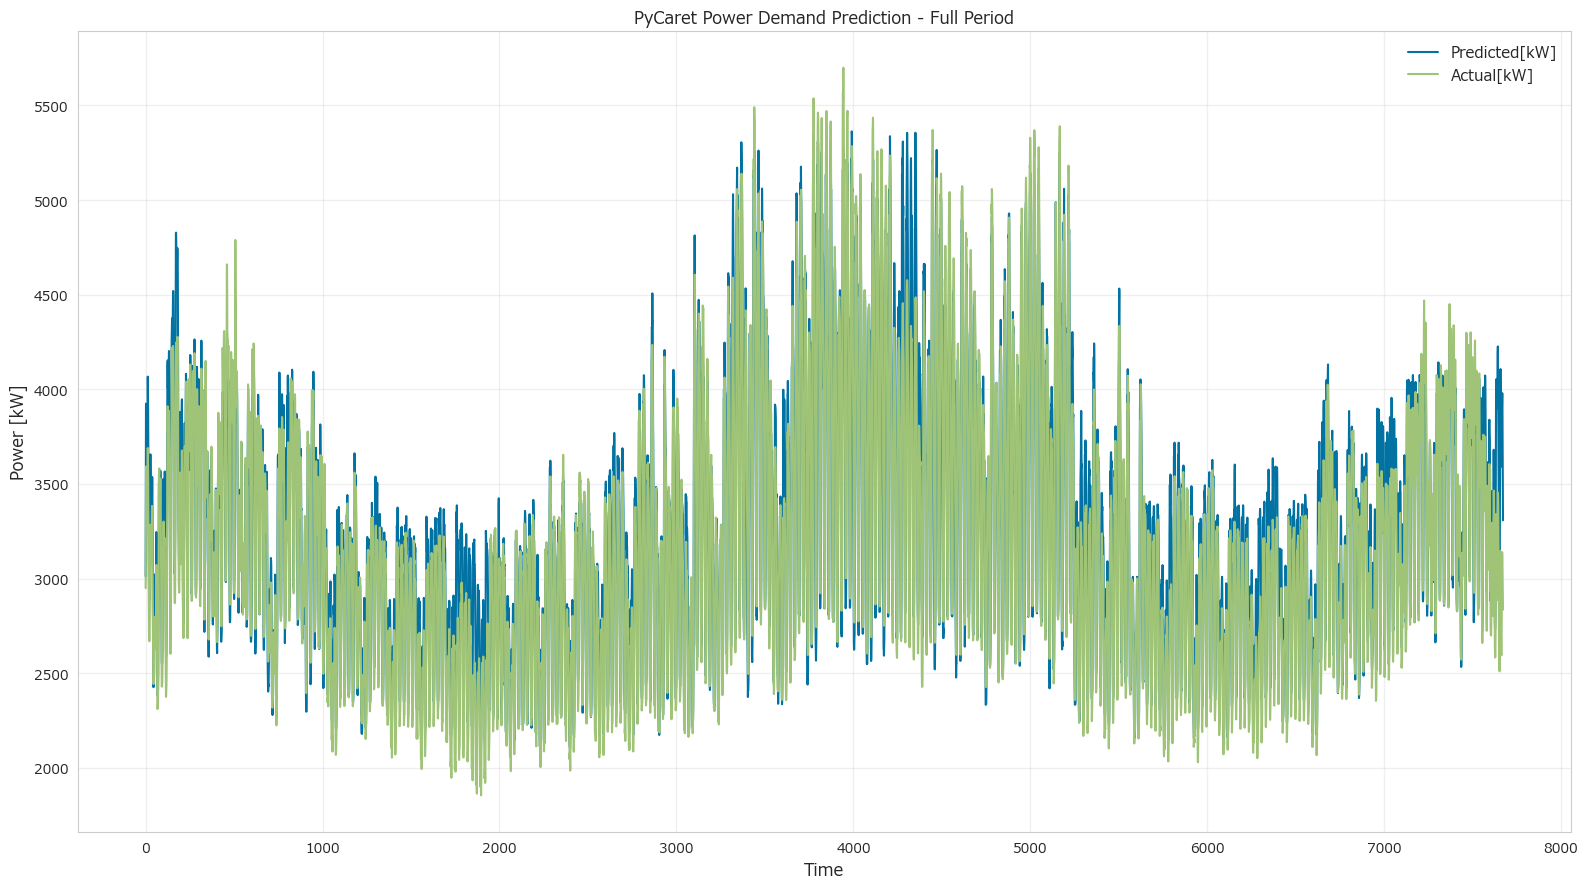 PyCaret Power Demand Prediction - Full Period
Predicted[kW]
Actual[kW]
Power [kW]
5500
5000
4500
4000
3500
3000
2500
2000
0 1000 2000 3000 4000 5000 6000 7000 8000
Time